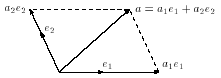 a₂e₂
a = a₁e₁ + a₂e₂
e₂
e₁
a₁e₁